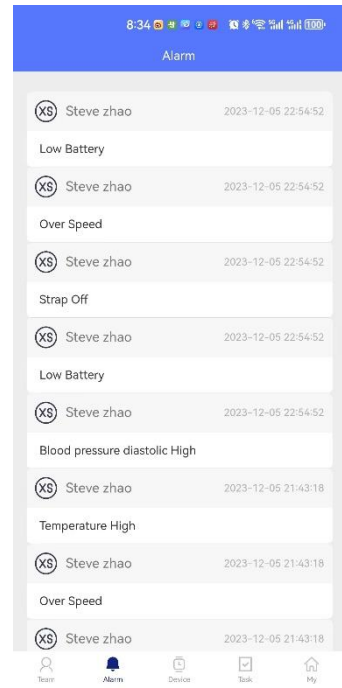 8:34 100
Alarm
XS Steve zhao 2023-12-05 22:54:52
Low Battery
XS Steve zhao 2023-12-05 22:54:52
Over Speed
XS Steve zhao 2023-12-05 22:54:52
Strap Off
XS Steve zhao 2023-12-05 22:54:52
Low Battery
XS Steve zhao 2023-12-05 22:54:52
Blood pressure diastolic High
XS Steve zhao 2023-12-05 21:43:18
Temperature High
XS Steve zhao 2023-12-05 21:43:18
Over Speed
XS Steve zhao 2023-12-05 21:43:18
Team Alarm Device Task My